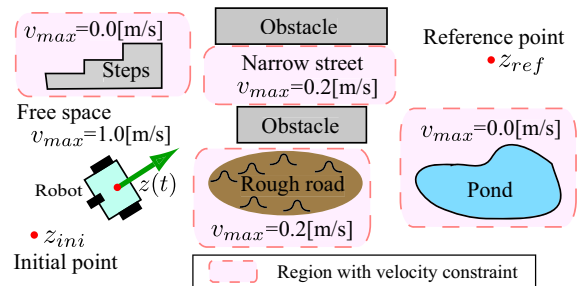 v_max=0.0[m/s]
Steps
Obstacle
Narrow street
v_max=0.2[m/s]
Reference point
z_ref
Free space
v_max=1.0[m/s]
Obstacle
v_max=0.0[m/s]
Robot
z(t)
Rough road
Pond
v_max=0.2[m/s]
z_ini
Initial point
Region with velocity constraint